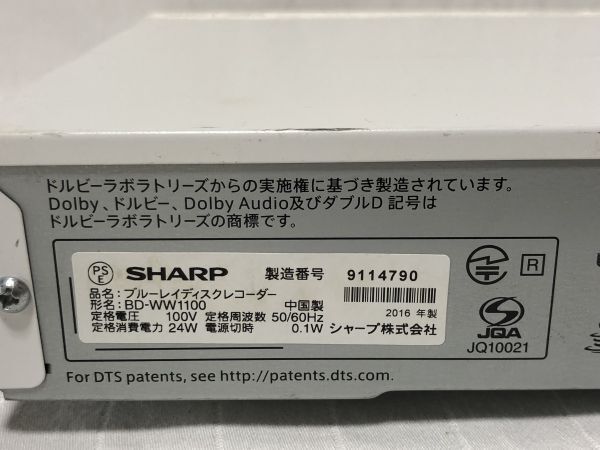 ドルビーラボラトリーズからの実施権に基づき製造されています。
Dolby、ドルビー、Dolby Audio及びダブルD 記号は
ドルビーラボラトリーズの商標です。
PS
E
SHARP 製造番号 9114790
品名:ブルーレイディスクレコーダー
形名:BD-WW1100 中国製
定格電圧 100V 定格周波数 50/60Hz
定格消費電力 24W 電源切時 0.1W
2016 年製
シャープ株式会社
R
JQA
JQ10021
For DTS patents, see http://patents.dts.com.